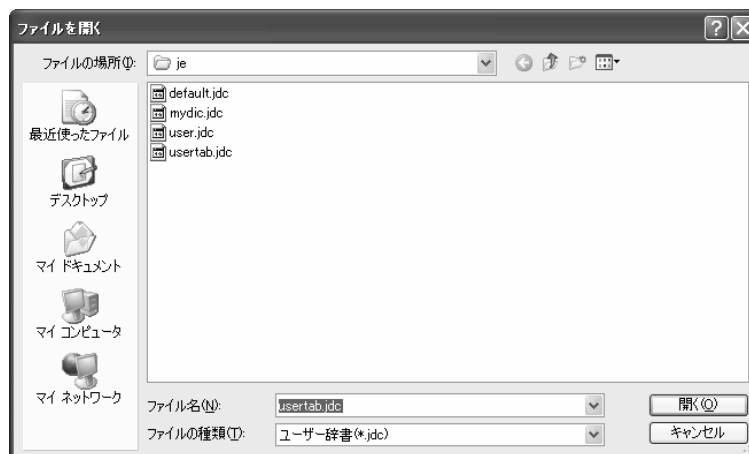 ファイルを開く
ファイルの場所(I):
je
default.jdc
mydic.jdc
user.jdc
usertab.jdc
最近使ったファイル
デスクトップ
マイ ドキュメント
マイ コンピュータ
マイ ネットワーク
ファイル名(N):
usertab.jdc
開く(O)
ファイルの種類(T):
ユーザー辞書(*.jdc)
キャンセル